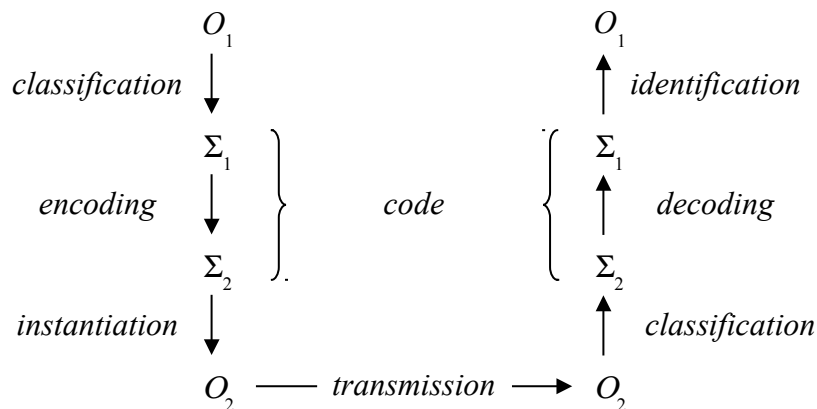 O₁ O₁
classification identification
Σ₁ Σ₁
encoding code decoding
Σ₂ Σ₂
instantiation classification
O₂ transmission O₂